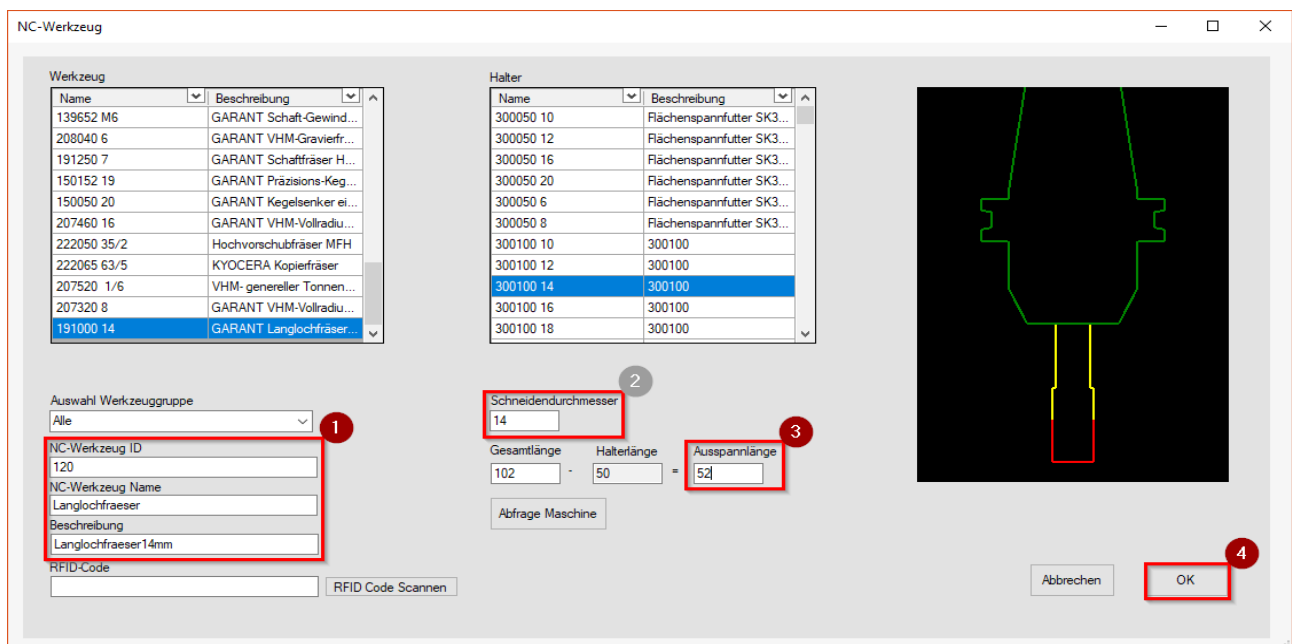 NC-Werkzeug
Werkzeug
Name Beschreibung
139652 M6 GARANT Schaft-Gewind...
208040 6 GARANT VHM-Gravierfr...
191250 7 GARANT Schaftfräser H...
150152 19 GARANT Präzisions-Keg...
150050 20 GARANT Kegelsenker ei...
207460 16 GARANT VHM-Vollradiu...
222050 35/2 Hochvorschubfräser MFH
222065 63/5 KYOCERA Kopierfräser
207520 1/6 VHM- genereller Tonnen...
207320 8 GARANT VHM-Vollradiu...
191000 14 GARANT Langlochfräser...
Halter
Name Beschreibung
300050 10 Flächenspannfutter SK3...
300050 12 Flächenspannfutter SK3...
300050 16 Flächenspannfutter SK3...
300050 20 Flächenspannfutter SK3...
300050 6 Flächenspannfutter SK3...
300050 8 Flächenspannfutter SK3...
300100 10 300100
300100 12 300100
300100 14 300100
300100 16 300100
300100 18 300100
Auswahl Werkzeuggruppe
Alle
1
NC-Werkzeug ID
120
NC-Werkzeug Name
Langlochfraeser
Beschreibung
Langlochfraeser14mm
RFID-Code
RFID Code Scannen
2
Schneidendurchmesser
14
3
Gesamtlänge Halterlänge Ausspannlänge
102 - 50 = 52
Abfrage Maschine
4
Abbrechen OK